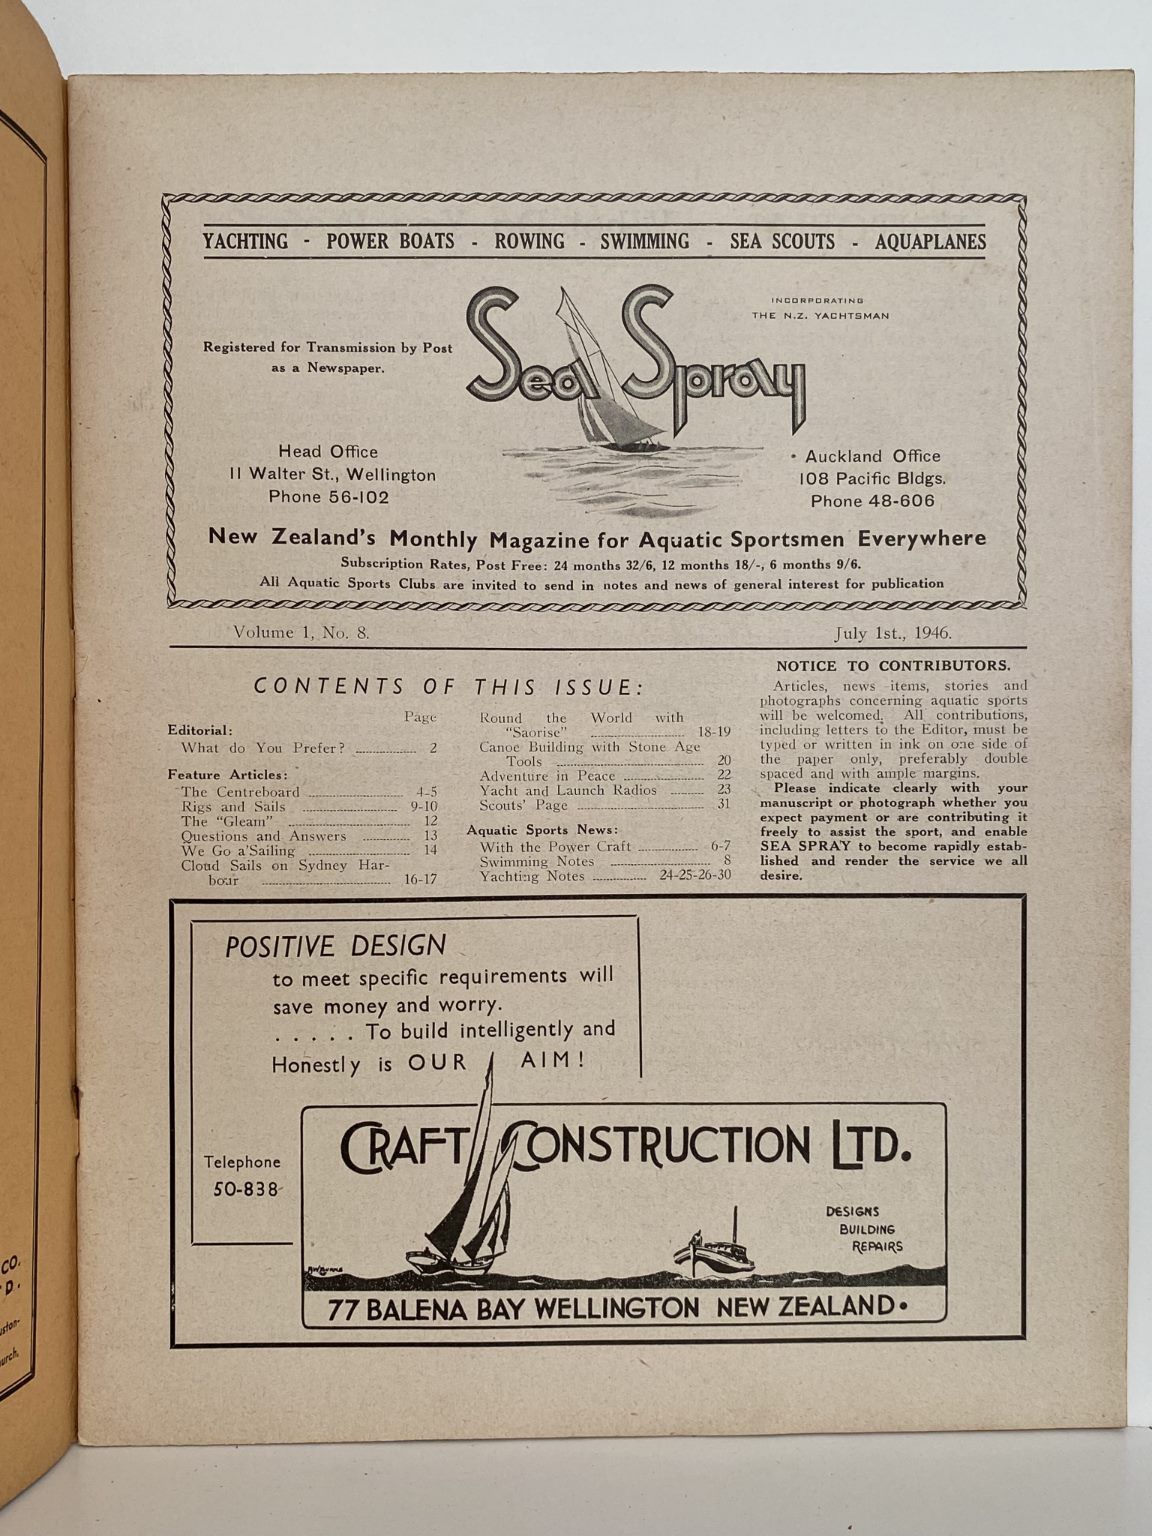 YACHTING - POWER BOATS - ROWING - SWIMMING - SEA SCOUTS - AQUAPLANES
INCORPORATING
THE N.Z. YACHTSMAN
Registered for Transmission by Post
as a Newspaper.
Sea Spray
Head Office
11 Walter St., Wellington
Phone 56-102
Auckland Office
108 Pacific Bldgs.
Phone 48-606
New Zealand's Monthly Magazine for Aquatic Sportsmen Everywhere
Subscription Rates, Post Free: 24 months 32/6, 12 months 18/-, 6 months 9/6.
All Aquatic Sports Clubs are invited to send in notes and news of general interest for publication
Volume 1, No. 8. July 1st., 1946.
CONTENTS OF THIS ISSUE:
Page
Editorial:
What do You Prefer? ................ 2
Feature Articles:
The Centreboard ........................ 4-5
Rigs and Sails ........................ 9-10
The "Gleam" ............................ 12
Questions and Answers ............ 13
We Go a'Sailing ........................ 14
Cloud Sails on Sydney Har-
bour ................................ 16-17
Round the World with
"Saorise" ........................ 18-19
Canoe Building with Stone Age
Tools .................................... 20
Adventure in Peace .................... 22
Yacht and Launch Radios ........ 23
Scouts' Page ................................ 31
Aquatic Sports News:
With the Power Craft ............... 6-7
Swimming Notes ........................ 8
Yachting Notes ............. 24-25-26-30
NOTICE TO CONTRIBUTORS.
Articles, news items, stories and
photographs concerning aquatic sports
will be welcomed. All contributions,
including letters to the Editor, must be
typed or written in ink on one side of
the paper only, preferably double
spaced and with ample margins.
Please indicate clearly with your
manuscript or photograph whether you
expect payment or are contributing it
freely to assist the sport, and enable
SEA SPRAY to become rapidly estab-
lished and render the service we all
desire.
POSITIVE DESIGN
to meet specific requirements will
save money and worry.
. . . . . To build intelligently and
Honestly is OUR AIM!
Telephone
50-838
CRAFT CONSTRUCTION LTD.
DESIGNS
BUILDING
REPAIRS
77 BALENA BAY WELLINGTON NEW ZEALAND.
CO.
D.